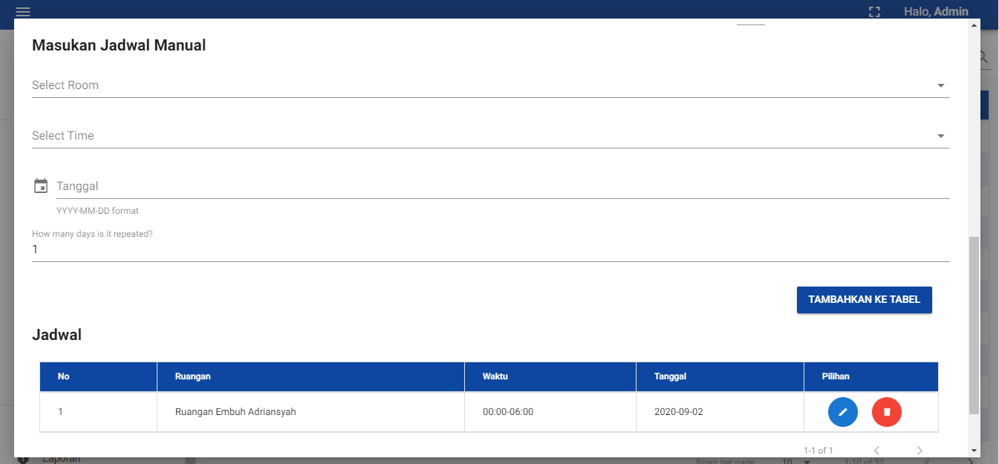 Halo, Admin
Masukan Jadwal Manual
Select Room
Select Time
Tanggal
YYYY-MM-DD format
How many days is it repeated?
1
TAMBAHKAN KE TABEL
Jadwal
No Ruangan Waktu Tanggal Pilihan
1 Ruangan Embuh Adriansyah 00:00-06:00 2020-09-02
1-1 of 1
Laporan
Rows per page: 10 1-10 of 32